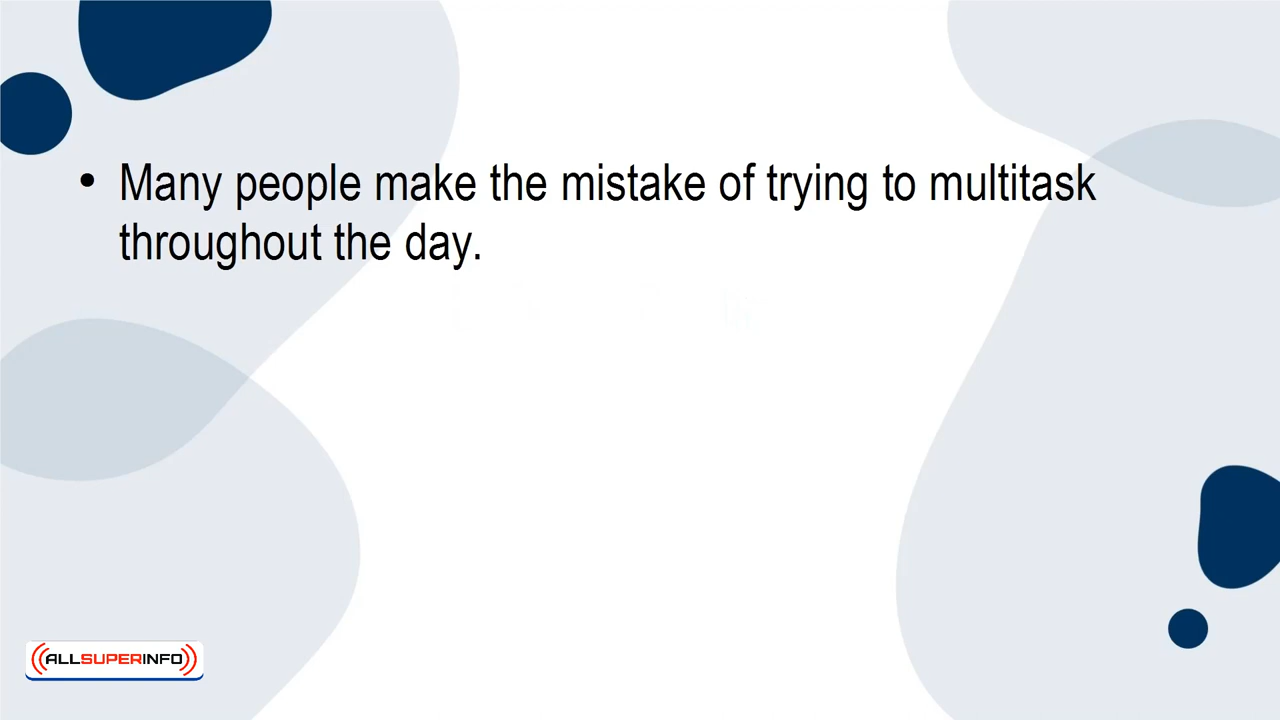 • Many people make the mistake of trying to multitask
throughout the day.
ALLSUPERINFO